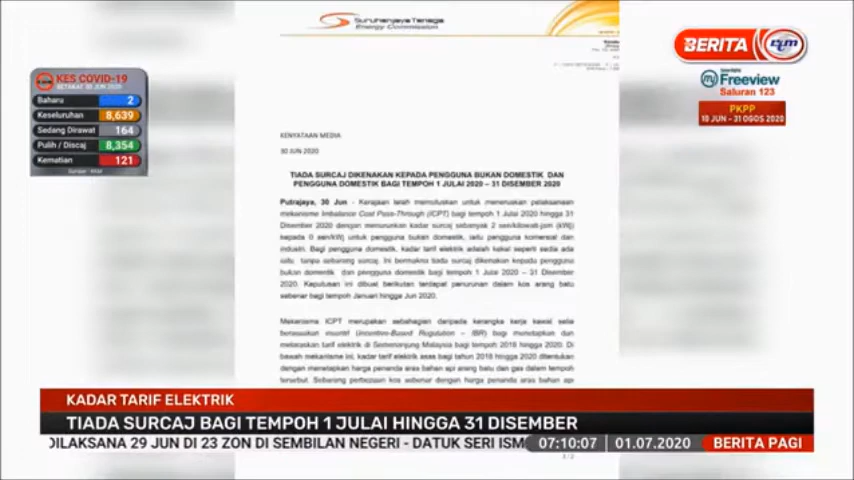 Suruhanjaya Tenaga
Energy Commission
BERITA
Freeview
Saluran 123
PKPP
10 JUN – 31 OGOS 2020
KES COVID-19
SETAKAT 30 JUN 2020
Baharu 2
Keseluruhan 8,639
Sedang Dirawat 164
Pulih / Discaj 8,354
Kematian 121
Sumber : KKM
KENYATAAN MEDIA
30 JUN 2020
TIADA SURCAJ DIKENAKAN KEPADA PENGGUNA BUKAN DOMESTIK DAN
PENGGUNA DOMESTIK BAGI TEMPOH 1 JULAI 2020 – 31 DISEMBER 2020
Putrajaya, 30 Jun - Kerajaan telah memutuskan untuk meneruskan pelaksanaan
mekanisme Imbalance Cost Pass-Through (ICPT) bagi tempoh 1 Julai 2020 hingga 31
Disember 2020 dengan menurunkan kadar surcaj sebanyak 2 sen/kilowat-jam (kWj)
kepada 0 sen/kWj untuk pengguna bukan domestik, iaitu pengguna komersial dan
industri. Bagi pengguna domestik, kadar tarif elektrik adalah kekal seperti sedia ada
iaitu tanpa sebarang surcaj. Ini bermakna tiada surcaj dikenakan kepada pengguna
bukan domestik dan pengguna domestik bagi tempoh 1 Julai 2020 – 31 Disember
2020. Keputusan ini dibuat berikutan terdapat penurunan dalam kos arang batu
sebenar bagi tempoh Januari hingga Jun 2020.
Mekanisme ICPT merupakan sebahagian daripada kerangka kerja kawal selia
berasaskan insentif (Incentive-Based Regulation – IBR) bagi menetapkan dan
melaraskan tarif elektrik di Semenanjung Malaysia bagi tempoh 2018 hingga 2020. Di
bawah mekanisme ini, kadar tarif elektrik asas bagi tahun 2018 hingga 2020 ditentukan
dengan menetapkan harga penanda aras bahan api arang batu dan gas dalam tempoh
tersebut. Sebarang perbezaan kos sebenar dengan harga penanda aras bahan api
KADAR TARIF ELEKTRIK
TIADA SURCAJ BAGI TEMPOH 1 JULAI HINGGA 31 DISEMBER
DILAKSANA 29 JUN DI 23 ZON DI SEMBILAN NEGERI - DATUK SERI ISM 07:10:07 01.07.2020 BERITA PAGI